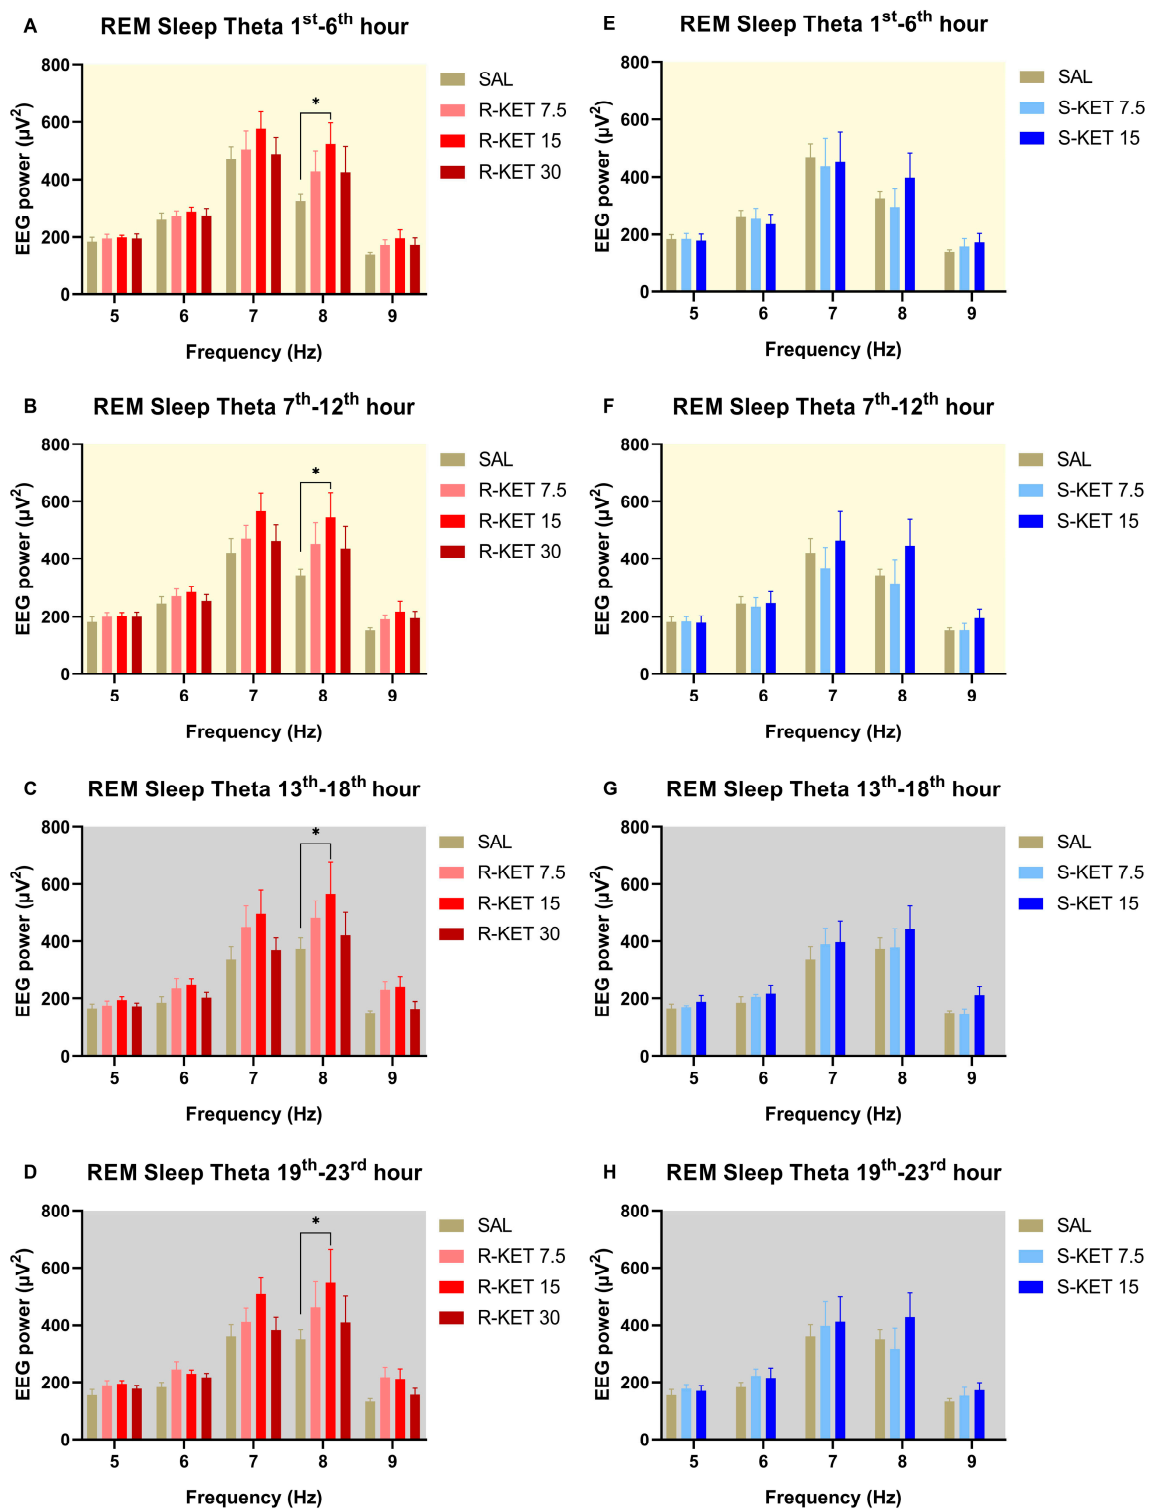 A
REM Sleep Theta 1st-6th hour
800
600
400
200
0
EEG power (µV2)
5 6 7 8 9
Frequency (Hz)
*
SAL
R-KET 7.5
R-KET 15
R-KET 30
E
REM Sleep Theta 1st-6th hour
800
600
400
200
0
EEG power (µV2)
5 6 7 8 9
Frequency (Hz)
SAL
S-KET 7.5
S-KET 15
B
REM Sleep Theta 7th-12th hour
800
600
400
200
0
EEG power (µV2)
5 6 7 8 9
Frequency (Hz)
*
SAL
R-KET 7.5
R-KET 15
R-KET 30
F
REM Sleep Theta 7th-12th hour
800
600
400
200
0
EEG power (µV2)
5 6 7 8 9
Frequency (Hz)
SAL
S-KET 7.5
S-KET 15
C
REM Sleep Theta 13th-18th hour
800
600
400
200
0
EEG power (µV2)
5 6 7 8 9
Frequency (Hz)
*
SAL
R-KET 7.5
R-KET 15
R-KET 30
G
REM Sleep Theta 13th-18th hour
800
600
400
200
0
EEG power (µV2)
5 6 7 8 9
Frequency (Hz)
SAL
S-KET 7.5
S-KET 15
D
REM Sleep Theta 19th-23rd hour
800
600
400
200
0
EEG power (µV2)
5 6 7 8 9
Frequency (Hz)
*
SAL
R-KET 7.5
R-KET 15
R-KET 30
H
REM Sleep Theta 19th-23rd hour
800
600
400
200
0
EEG power (µV2)
5 6 7 8 9
Frequency (Hz)
SAL
S-KET 7.5
S-KET 15